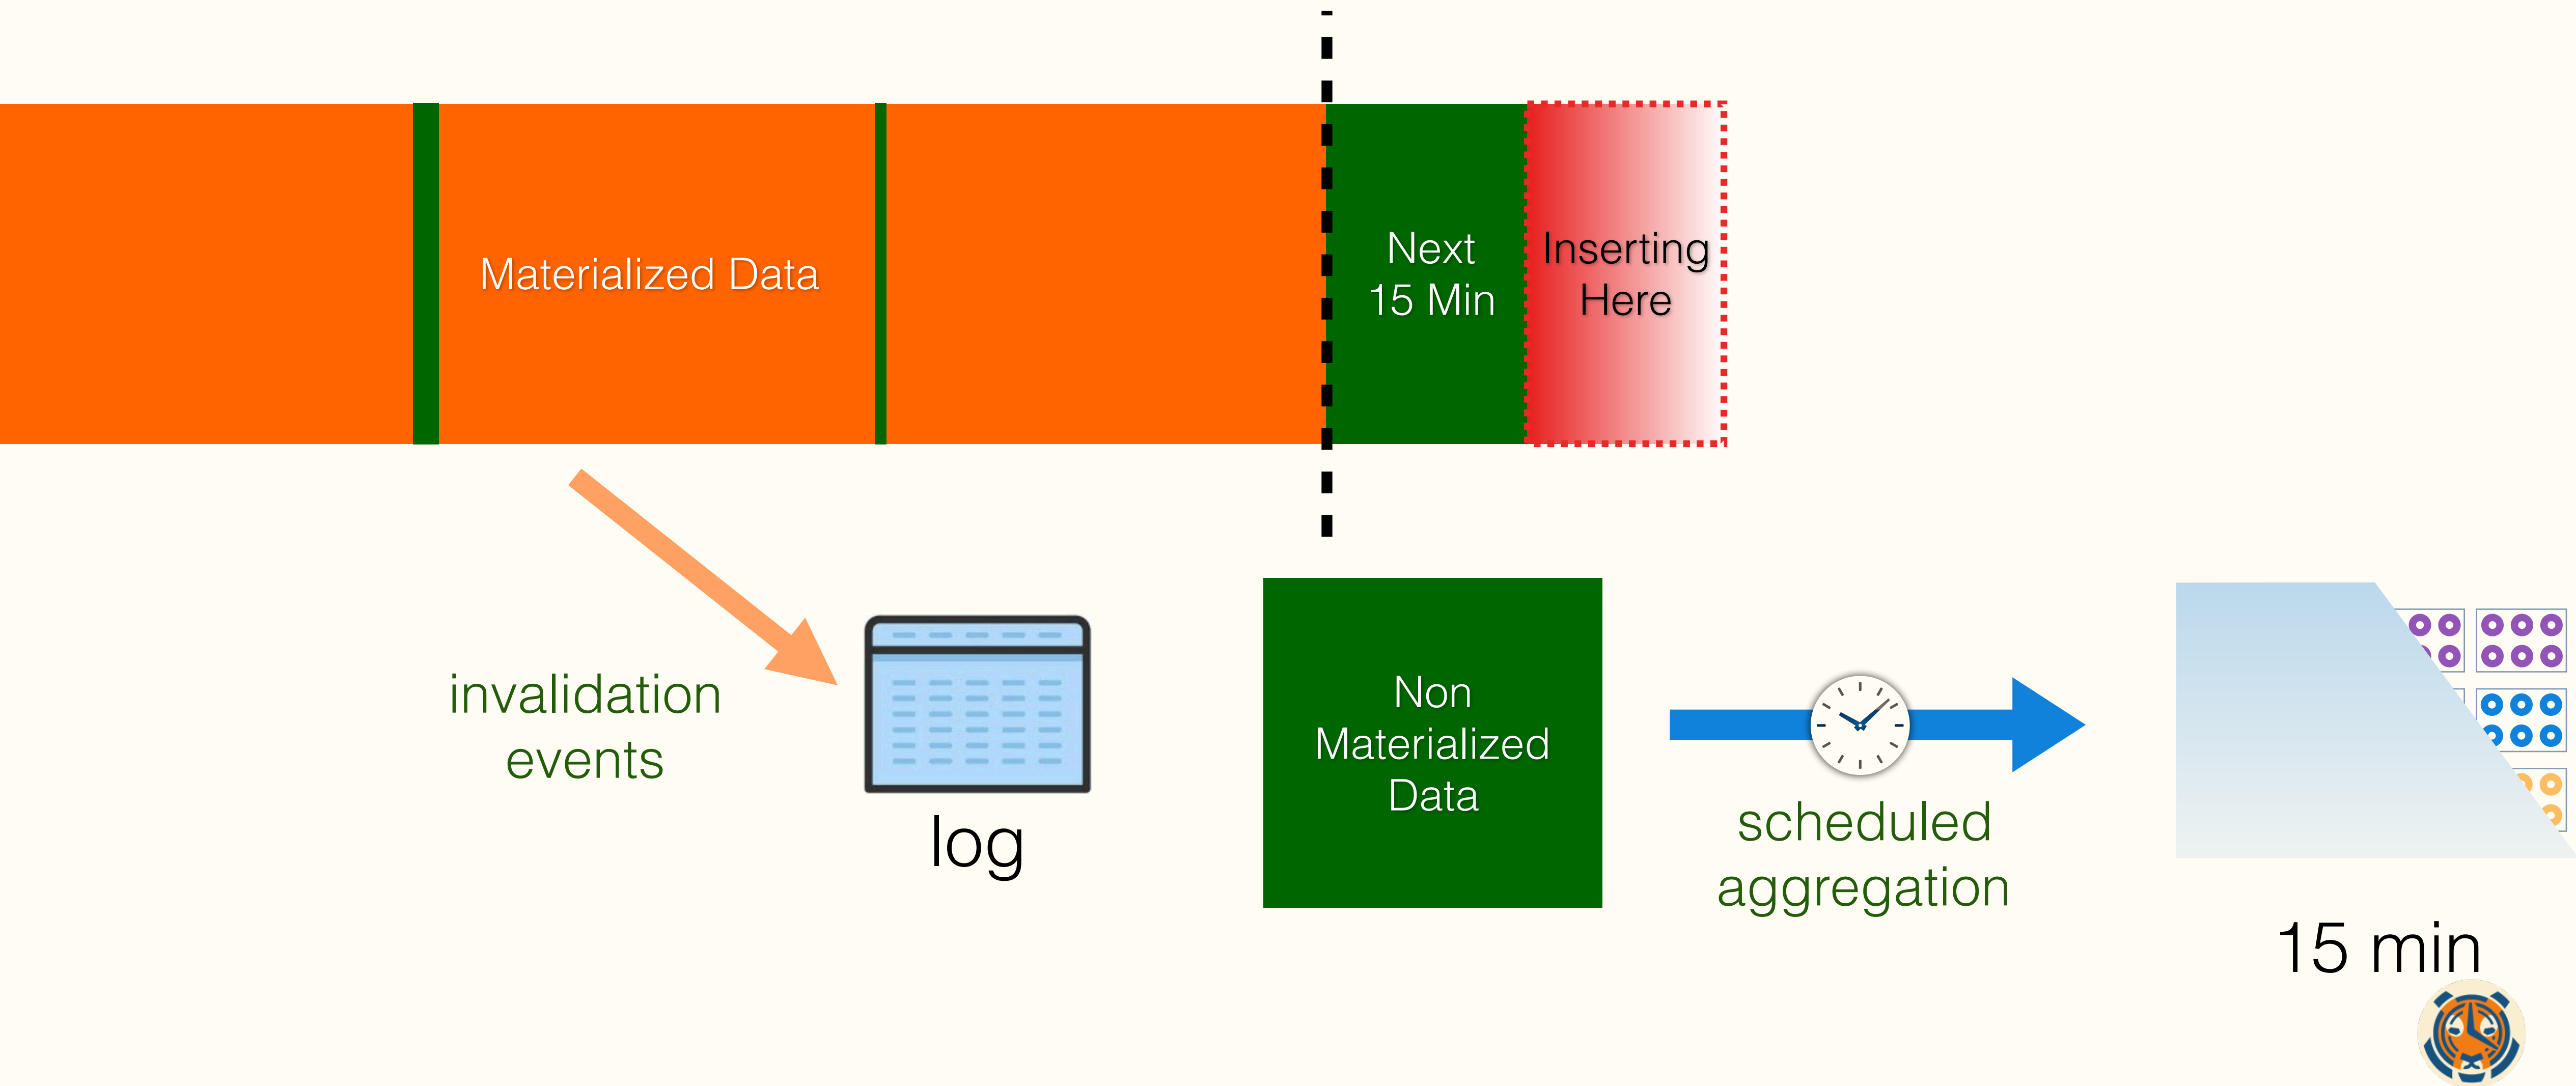 Materialized Data
Next
15 Min
Inserting
Here
invalidation
events
log
Non
Materialized
Data
scheduled
aggregation
15 min